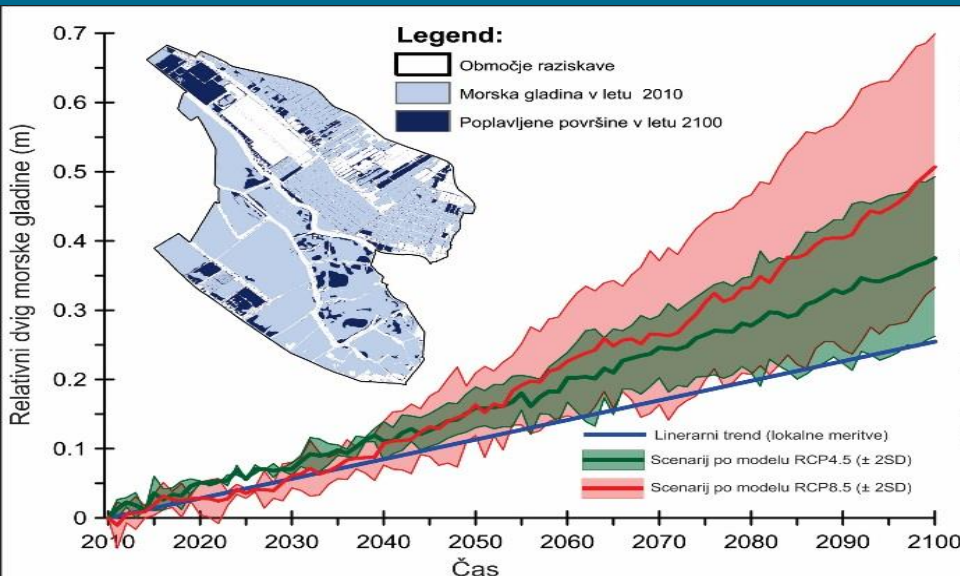 Legend:
Območje raziskave
Morska gladina v letu 2010
Poplavljene površine v letu 2100
Relativni dvig morske gladine (m)
0.7
0.6
0.5
0.4
0.3
0.2
0.1
0
Linerarni trend (lokalne meritve)
Scenarij po modelu RCP4.5 (± 2SD)
Scenarij po modelu RCP8.5 (± 2SD)
2010 2020 2030 2040 2050 2060 2070 2080 2090 2100
Čas